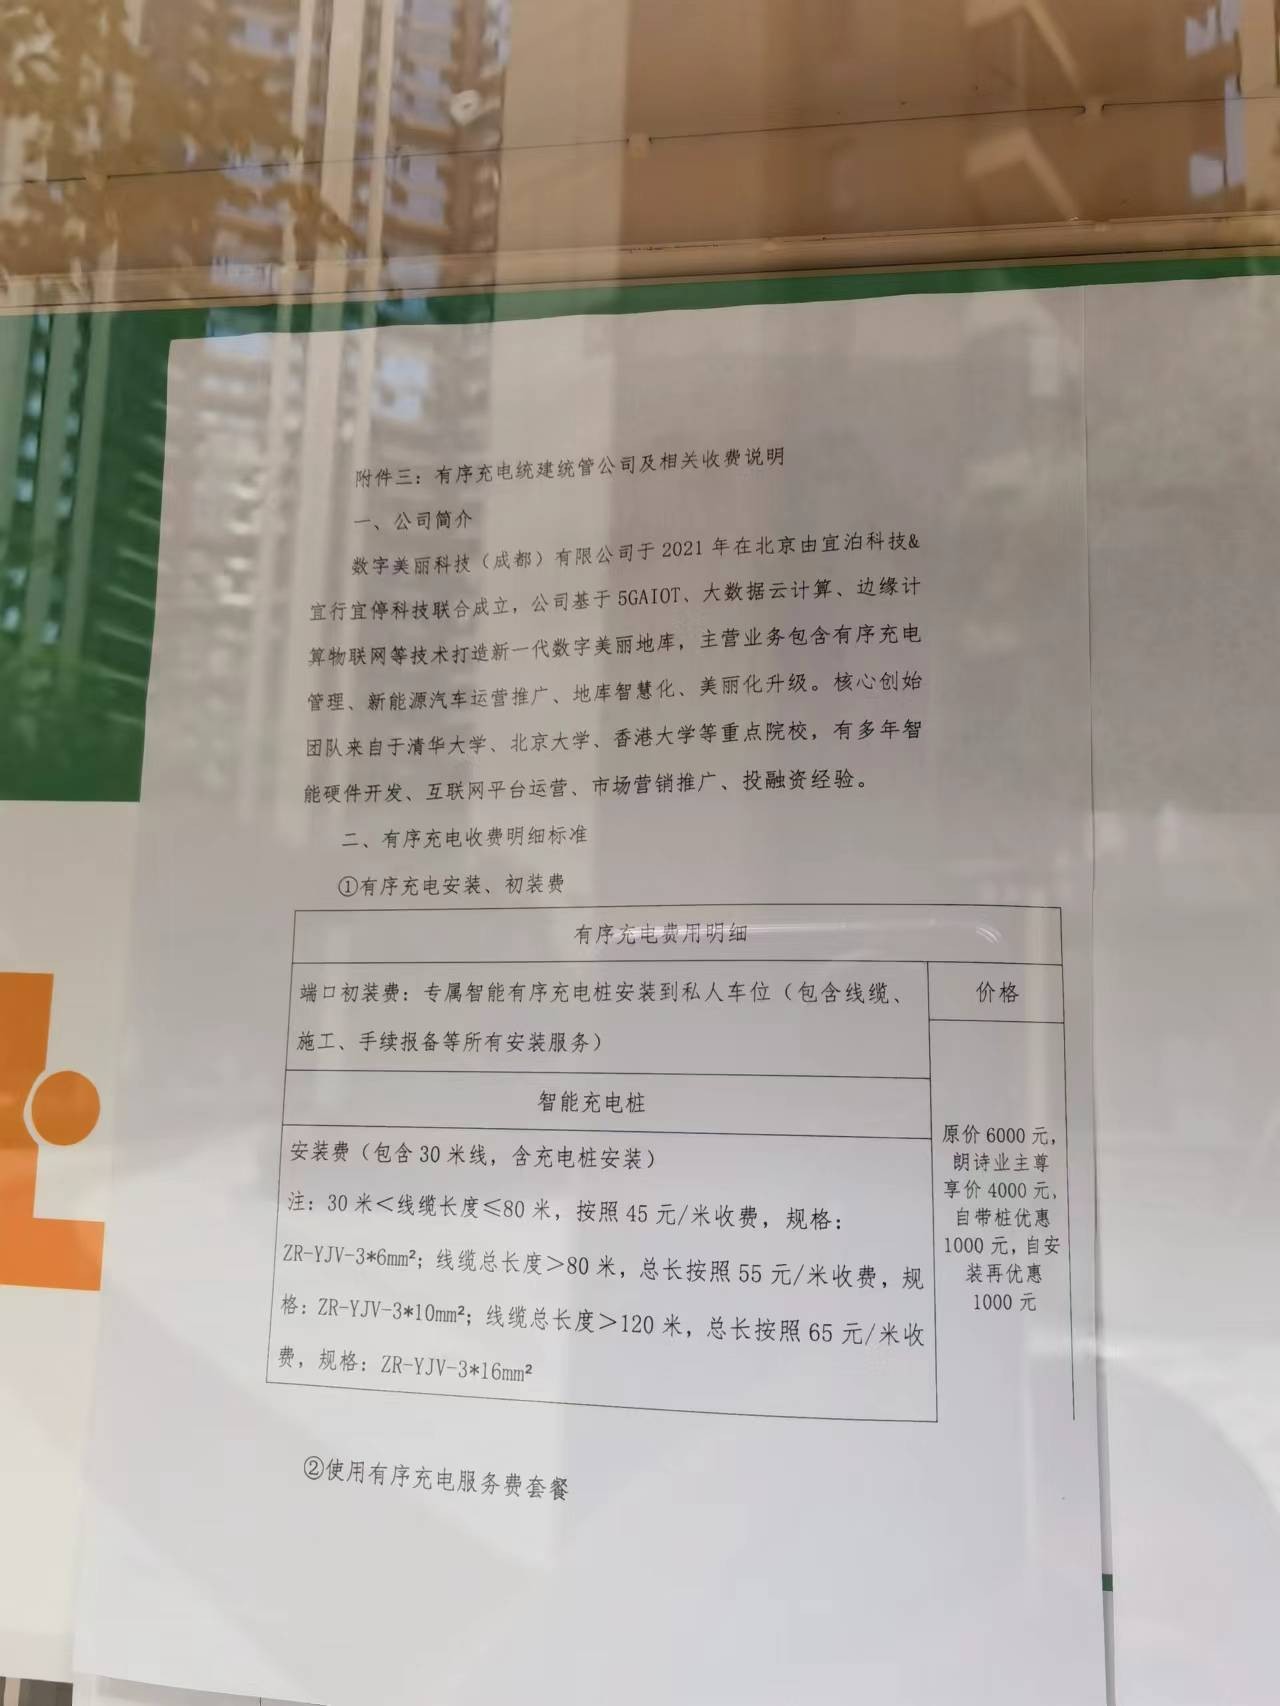 附件三：有序充电统建统管公司及相关收费说明
一、公司简介
数字美丽科技（成都）有限公司于2021年在北京由宜泊科技&
宜行宜停科技联合成立，公司基于5GAIOT、大数据云计算、边缘计
算物联网等技术打造新一代数字美丽地库，主营业务包含有序充电
管理、新能源汽车运营推广、地库智慧化、美丽化升级。核心创始
团队来自于清华大学、北京大学、香港大学等重点院校，有多年智
能硬件开发、互联网平台运营、市场营销推广、投融资经验。
二、有序充电收费明细标准
①有序充电安装、初装费
有序充电费用明细
端口初装费：专属智能有序充电桩安装到私人车位（包含线缆、
施工、手续报备等所有安装服务）
价格
智能充电桩
安装费（包含30米线，含充电桩安装）
注：30米＜线缆长度≤80米，按照45元/米收费，规格：
ZR-YJV-3*6mm²；线缆总长度＞80米，总长按照55元/米收费，规
格：ZR-YJV-3*10mm²；线缆总长度＞120米，总长按照65元/米收
费，规格：ZR-YJV-3*16mm²
原价6000元，
朗诗业主尊
享价4000元，
自带桩优惠
1000元，自安
装再优惠
1000元
②使用有序充电服务费套餐